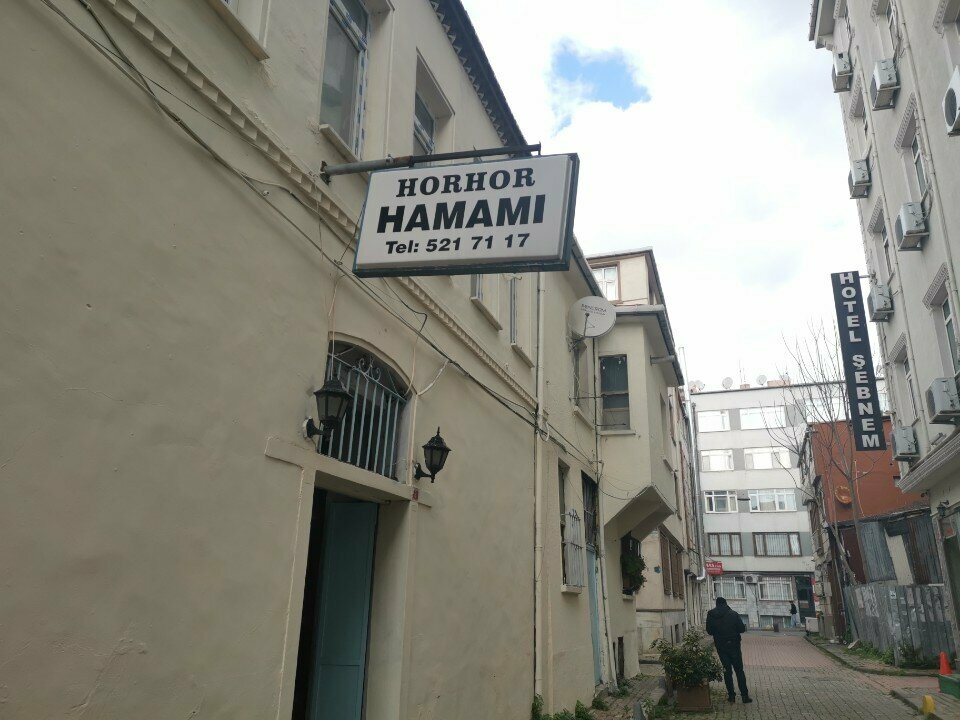 HORHOR
HAMAMI
Tel: 521 71 17
HOTEL ŞEBNEM